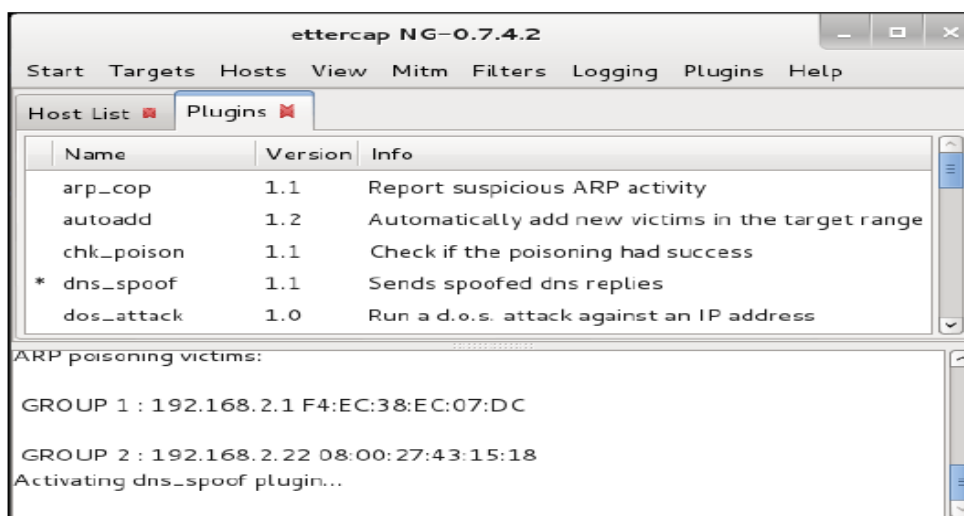 ettercap NG-0.7.4.2
Start Targets Hosts View Mitm Filters Logging Plugins Help
Host List Plugins
Name Version Info
arp_cop 1.1 Report suspicious ARP activity
autoadd 1.2 Automatically add new victims in the target range
chk_poison 1.1 Check if the poisoning had success
* dns_spoof 1.1 Sends spoofed dns replies
dos_attack 1.0 Run a d.o.s. attack against an IP address
ARP poisoning victims:
GROUP 1 : 192.168.2.1 F4:EC:38:EC:07:DC
GROUP 2 : 192.168.2.22 08:00:27:43:15:18
Activating dns_spoof plugin...